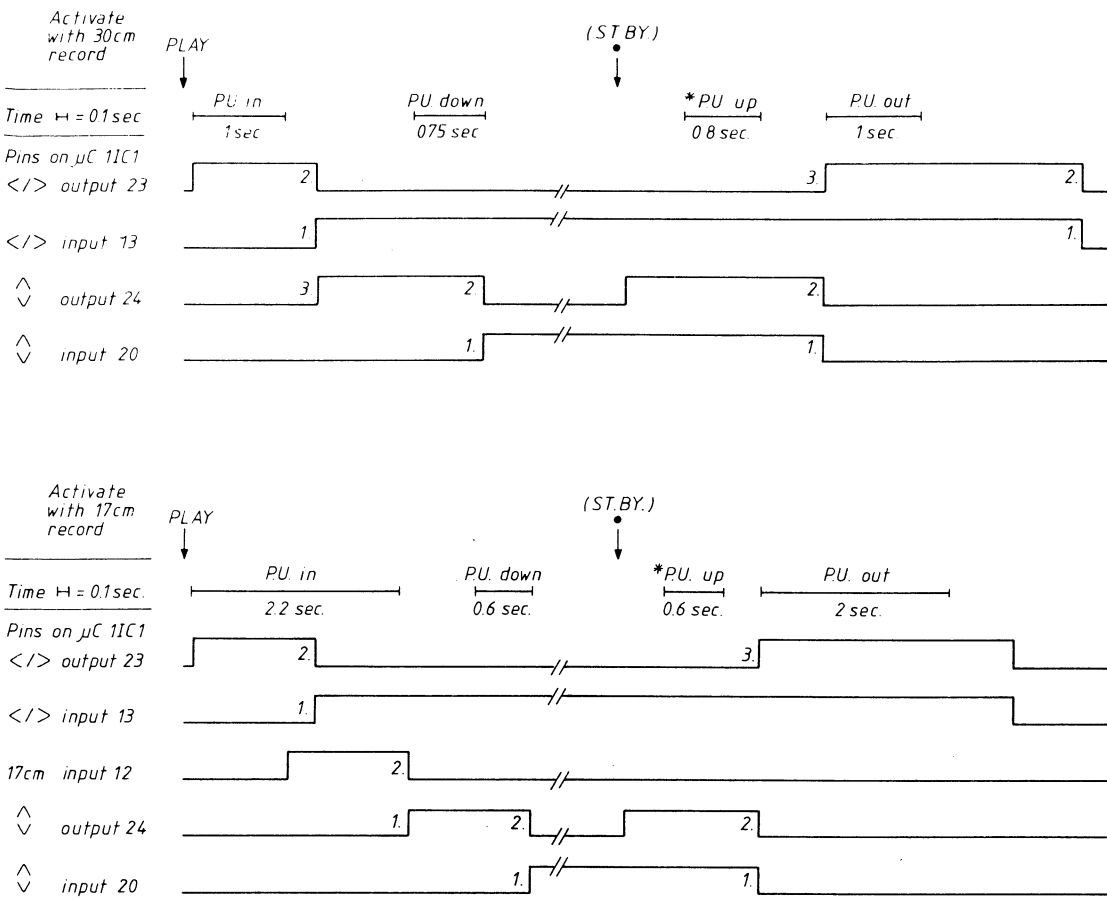 Activate
with 30cm
record
PLAY
(ST BY.)
P.U in
P.U. down
*P.U up
P.U. out
Time = 0.1 sec
1 sec
075 sec
0 8 sec.
1 sec.
Pins on µC 1IC1
</> output 23
2.
3.
2.
</> input 13
1
1.
output 24
3.
2.
2.
input 20
1.
1.
Activate
with 17cm
record
PLAY
(ST.BY.)
P.U. in
P.U. down
*P.U. up
P.U. out
Time = 0.1 sec.
2.2 sec.
0.6 sec.
0.6 sec.
2 sec.
Pins on µC 1IC1
</> output 23
2.
3.
</> input 13
1.
17cm input 12
2.
output 24
1.
2.
2.
input 20
1.
1.